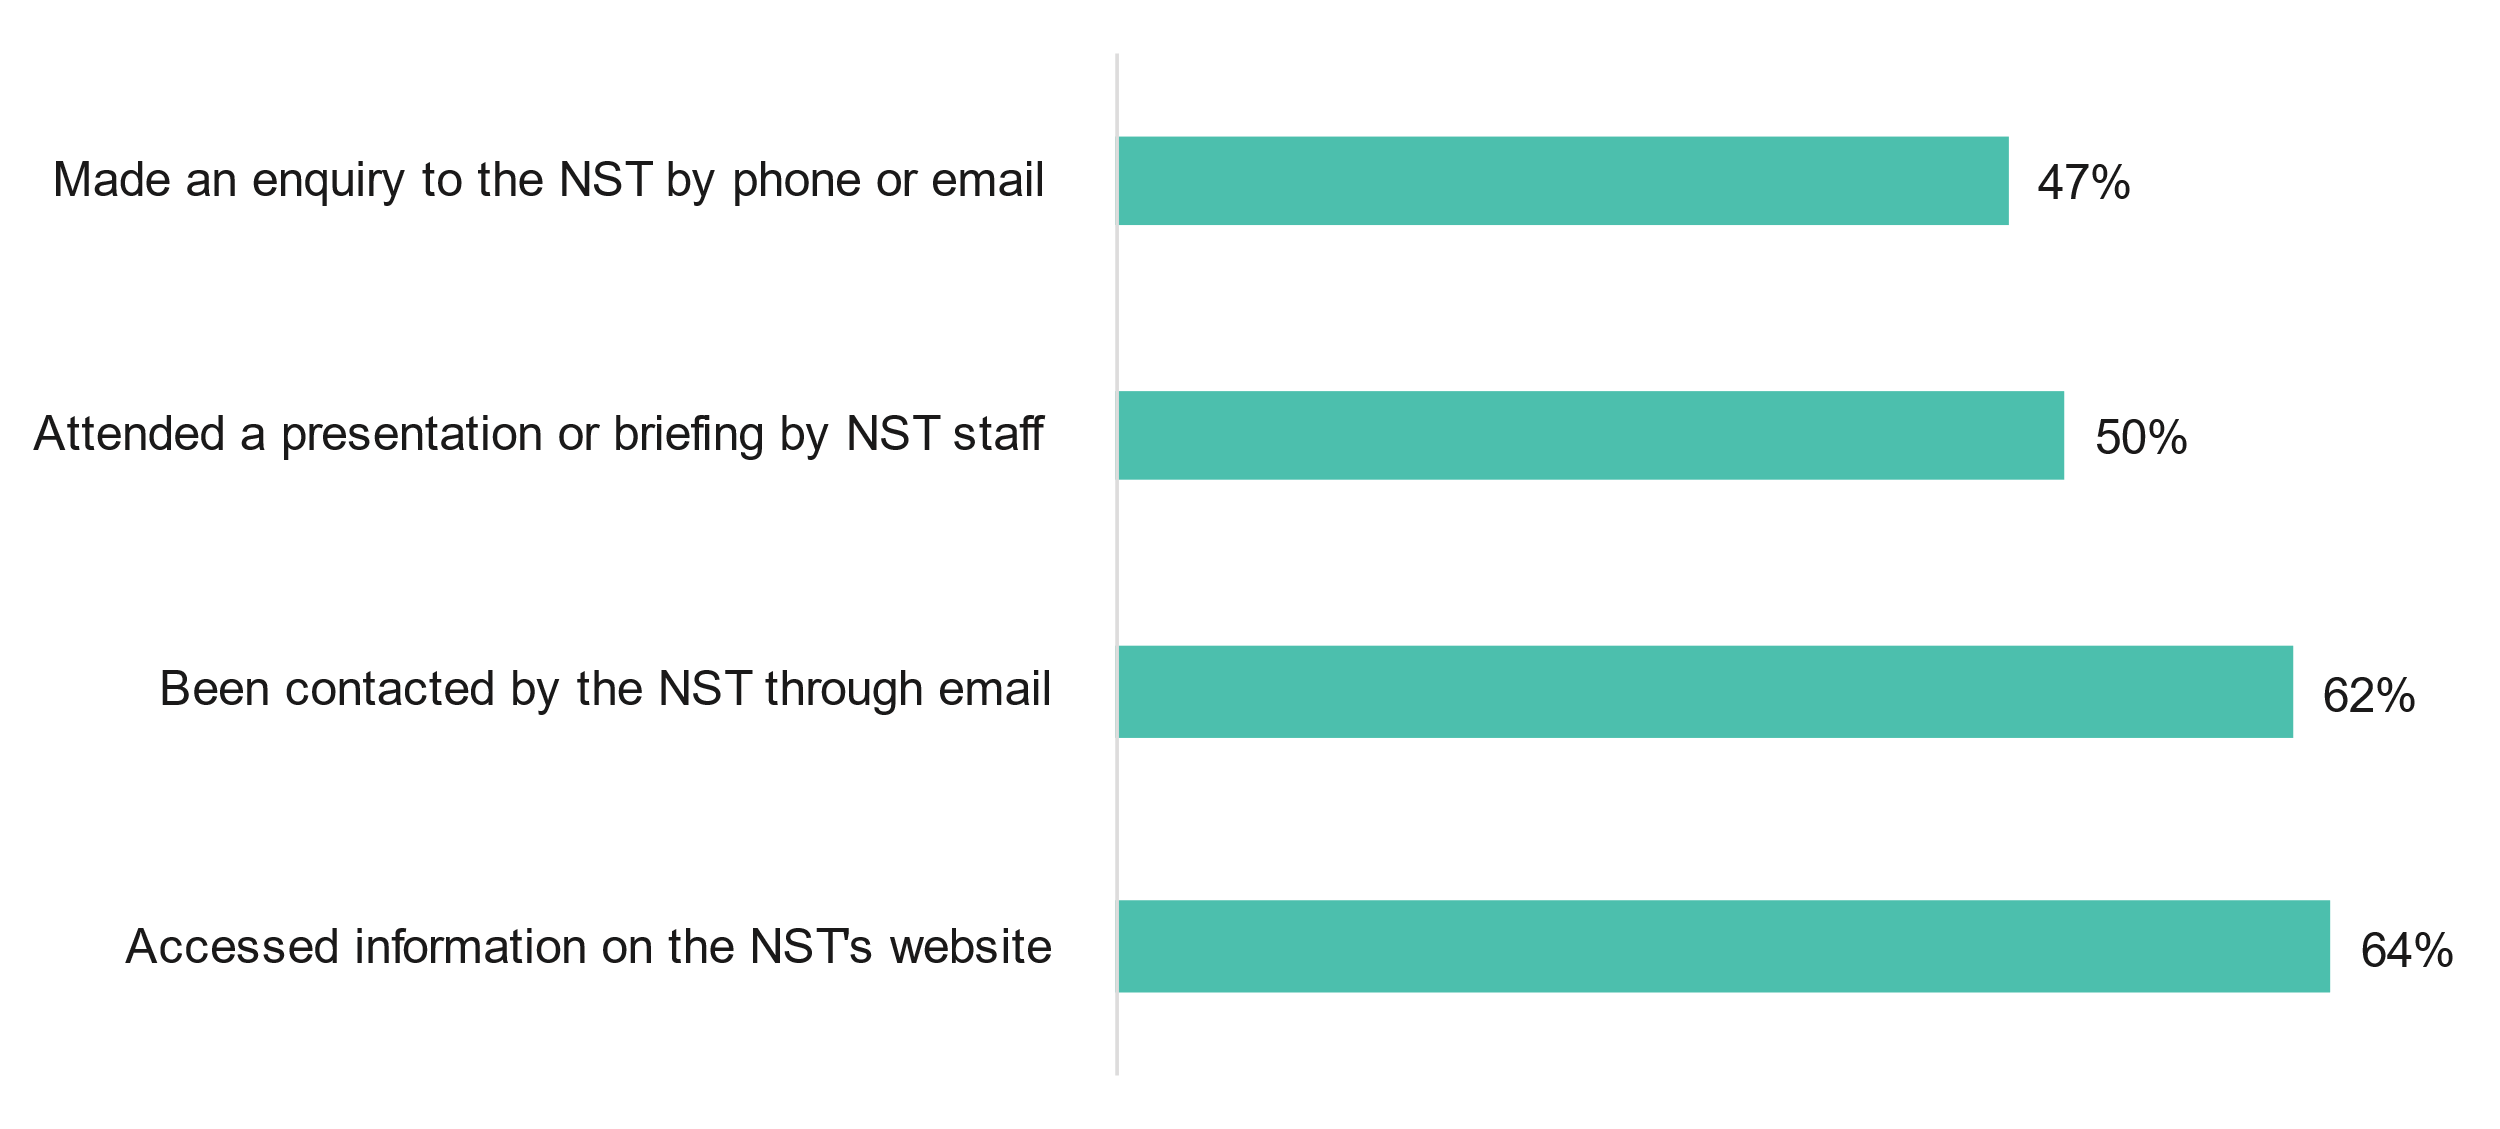 Made an enquiry to the NST by phone or email 47%
Attended a presentation or briefing by NST staff 50%
Been contacted by the NST through email 62%
Accessed information on the NST's website 64%